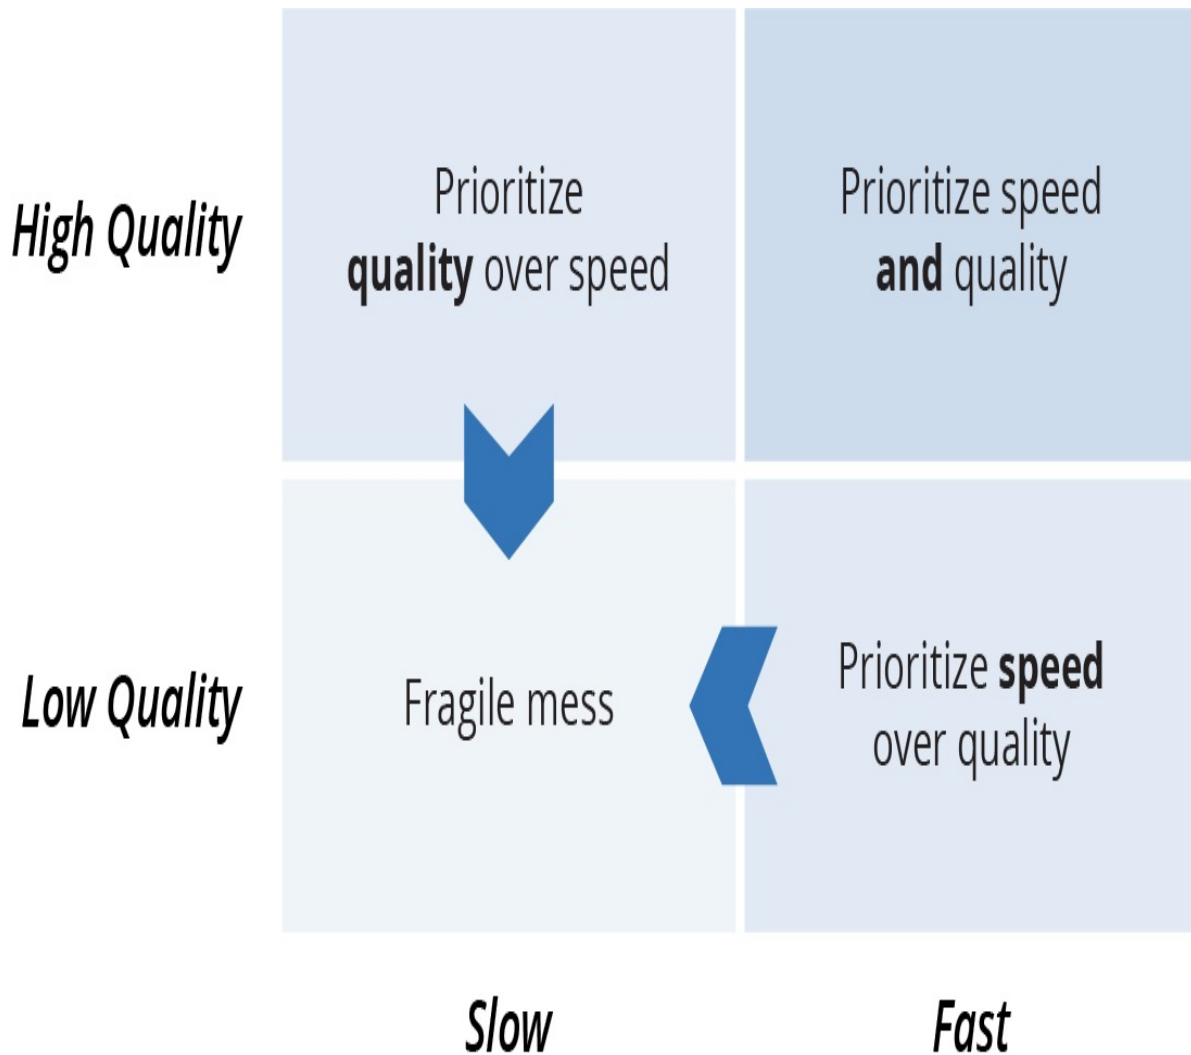 High Quality
Prioritize
quality over speed
Prioritize speed
and quality
Low Quality
Fragile mess
Prioritize speed
over quality
Slow
Fast